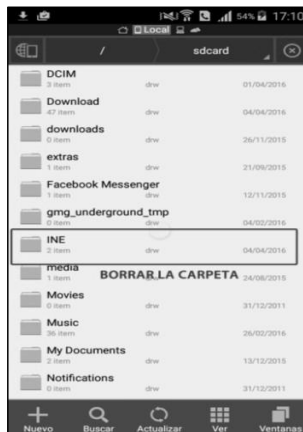 54% 17:10
Local
/ sdcard
DCIM
3 item drw 01/04/2016
Download
47 item drw 04/04/2016
downloads
0 item drw 26/11/2015
extras
1 item drw 21/09/2015
Facebook Messenger
1 item drw 12/11/2015
gmg_underground_tmp
0 item drw 04/02/2016
INE
2 item drw 04/04/2016
media
1 item drw 24/08/2015
BORRAR LA CARPETA
Movies
0 item drw 31/12/2011
Music
36 item drw 26/02/2016
My Documents
2 item drw 13/12/2015
Notifications
0 item drw 31/12/2011
Nuevo Buscar Actualizar Ver Ventanas